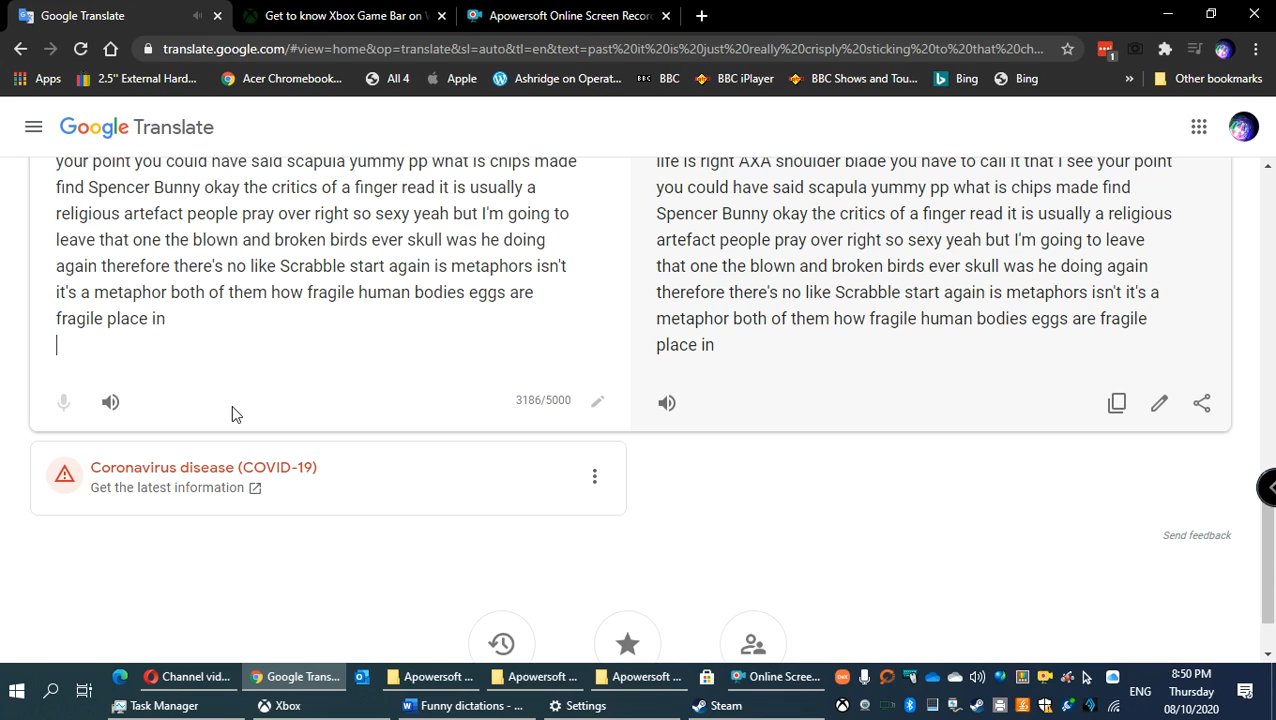 Google Translate
Get to know Xbox Game Bar on V
Apowersoft Online Screen Recor
translate.google.com/#view=home&op=translate&sl=auto&tl=en&text=past%20it%20is%20just%20really%20crisply%20sticking%20to%20that%20ch...
1
Apps
2.5" External Hard...
Acer Chromebook...
All 4
Apple
Ashridge on Operat...
BBC
BBC iPlayer
BBC Shows and Tou...
Bing
Bing
»
Other bookmarks
Google Translate
your point you could have said scapula yummy pp what is chips made
find Spencer Bunny okay the critics of a finger read it is usually a
religious artefact people pray over right so sexy yeah but I'm going to
leave that one the blown and broken birds ever skull was he doing
again therefore there's no like Scrabble start again is metaphors isn't
it's a metaphor both of them how fragile human bodies eggs are
fragile place in
3186/5000
life is right AXA shoulder blade you have to call it that I see your point
you could have said scapula yummy pp what is chips made find
Spencer Bunny okay the critics of a finger read it is usually a religious
artefact people pray over right so sexy yeah but I'm going to leave
that one the blown and broken birds ever skull was he doing again
therefore there's no like Scrabble start again is metaphors isn't it's a
metaphor both of them how fragile human bodies eggs are fragile
place in
Coronavirus disease (COVID-19)
Get the latest information
Send feedback
Channel vid...
Google Trans...
Apowersoft ...
Apowersoft ...
Apowersoft ...
Online Scree...
Task Manager
Xbox
Funny dictations - ...
Settings
Steam
ENG
8:50 PM
Thursday
08/10/2020